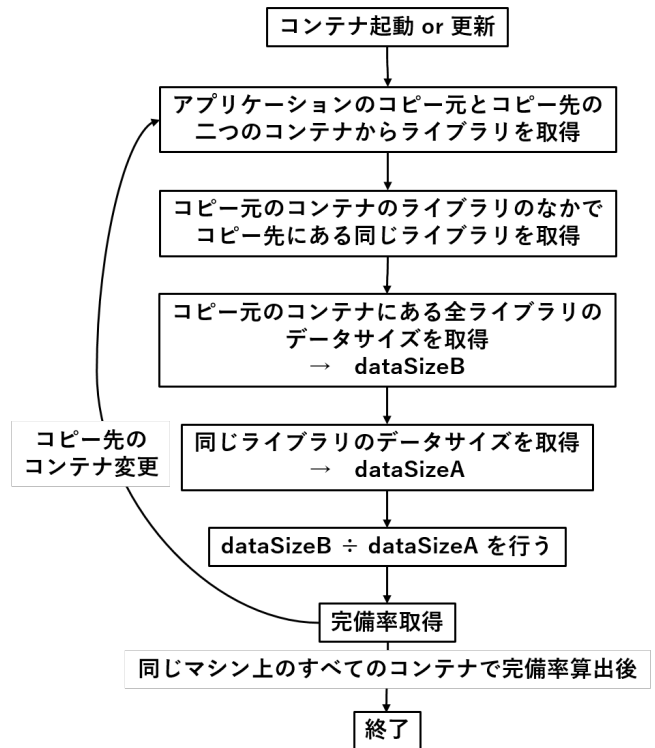 コンテナ起動 or 更新
アプリケーションのコピー元とコピー先の
二つのコンテナからライブラリを取得
コピー元のコンテナのライブラリのなかで
コピー先にある同じライブラリを取得
コピー元のコンテナにある全ライブラリの
データサイズを取得
→ dataSizeB
コピー先の
コンテナ変更
同じライブラリのデータサイズを取得
→ dataSizeA
dataSizeB ÷ dataSizeA を行う
完備率取得
同じマシン上のすべてのコンテナで完備率算出後
終了